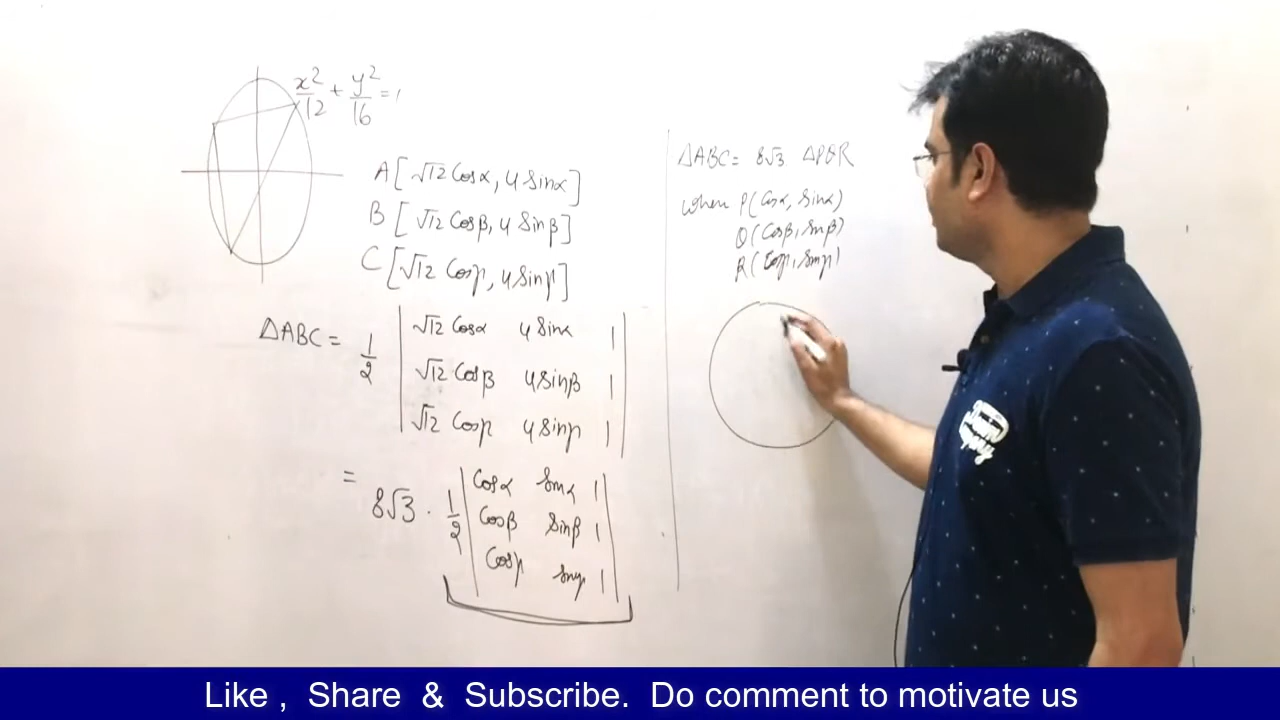 x²/12 + y²/16 = 1
A [√12 Cosα, 4 Sinα]
B [√12 Cosβ, 4 Sinβ]
C [√12 Cosγ, 4 Sinγ]
ΔABC = 1/2 | √12 Cosα 4 Sinα 1 |
√12 Cosβ 4 Sinβ 1
√12 Cosγ 4 Sinγ 1
= 8√3 · 1/2 | Cosα Sinα 1 |
Cosβ Sinβ 1
Cosγ Sinγ 1
ΔABC = 8√3 ΔPQR
when P(Cosα, Sinα)
Q(Cosβ, Sinβ)
R(Cosγ, Sinγ)
Like , Share & Subscribe. Do comment to motivate us